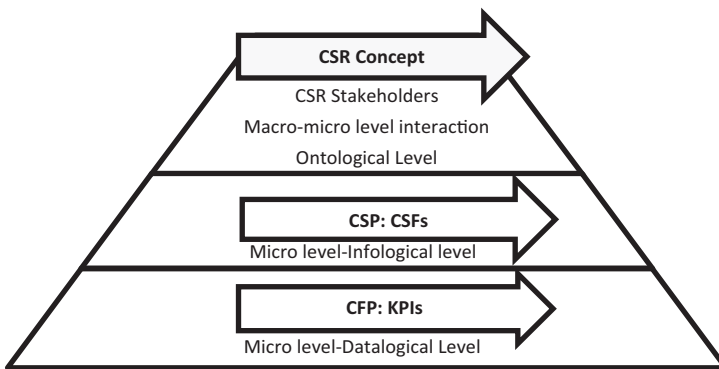 CSR Concept
CSR Stakeholders
Macro-micro level interaction
Ontological Level
CSP: CSFs
Micro level-Infological level
CFP: KPIs
Micro level-Datalogical Level